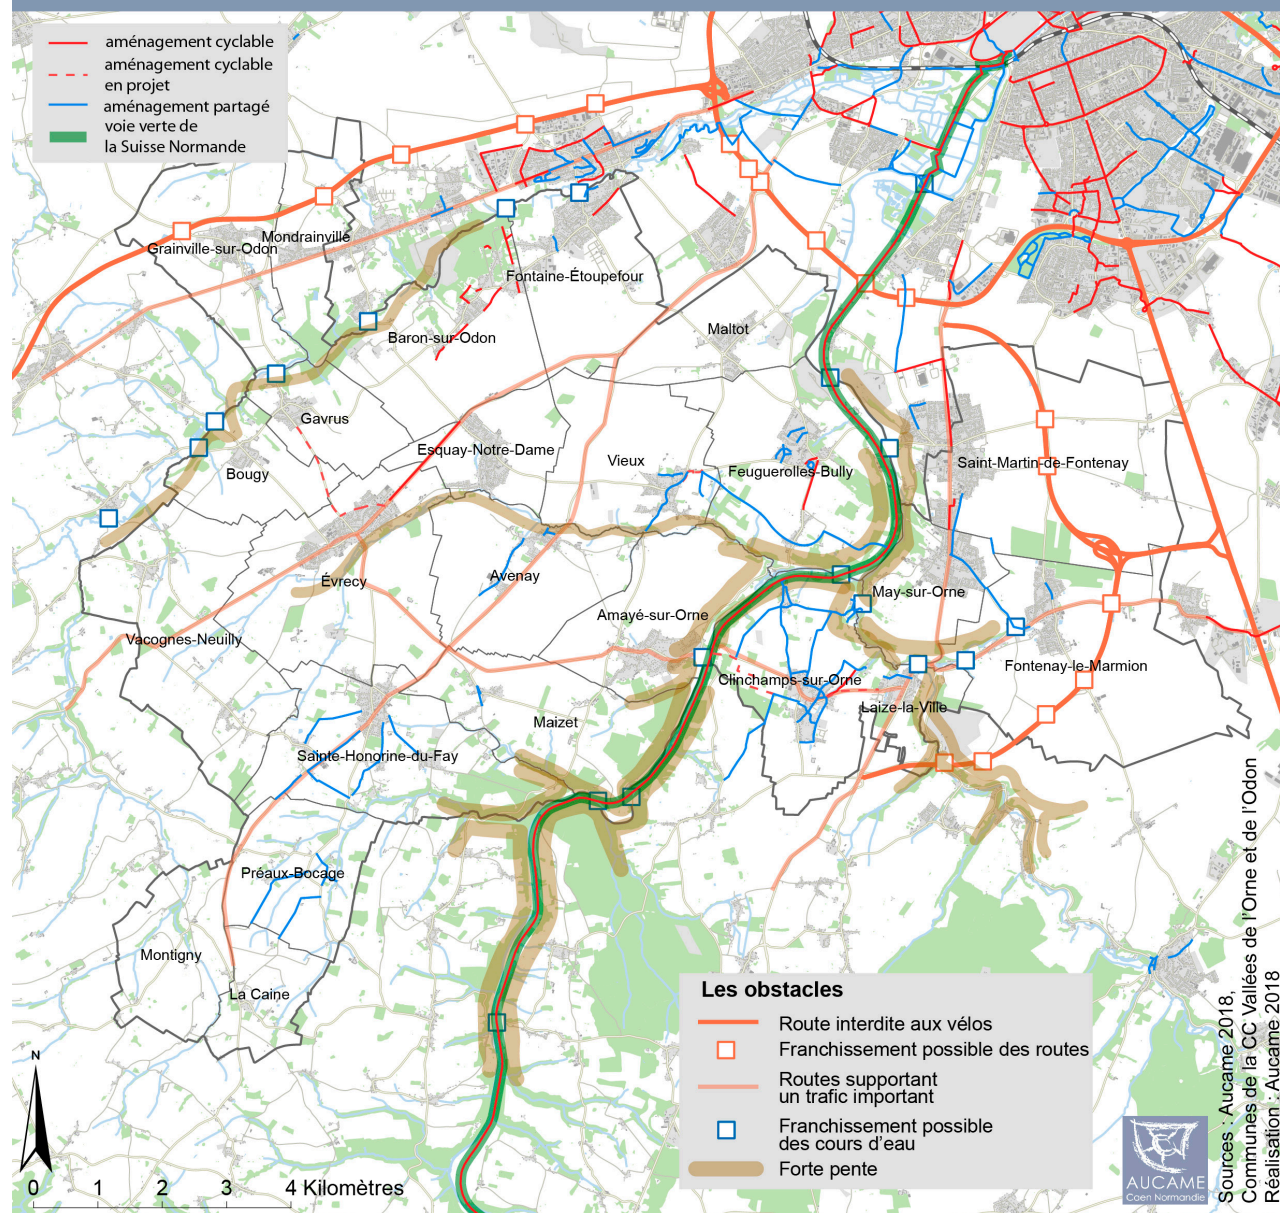 aménagement cyclable
aménagement cyclable
en projet
aménagement partagé
voie verte de
la Suisse Normande
Grainville-sur-Odon
Mondrainville
Fontaine-Étoupefour
Baron-sur-Odon
Maltot
Gavrus
Esquay-Notre-Dame
Bougy
Vieux
Feuguerolles-Bully
Saint-Martin-de-Fontenay
Évrecy
Avenay
May-sur-Orne
Amayé-sur-Orne
Vacognes-Neuilly
Fontenay-le-Marmion
Clinchamps-sur-Orne
Laize-la-Ville
Maizet
Sainte-Honorine-du-Fay
Préaux-Bocage
Montigny
La Caine
Les obstacles
Route interdite aux vélos
Franchissement possible des routes
Routes supportant
un trafic important
Franchissement possible
des cours d'eau
Forte pente
N
0 1 2 3 4 Kilomètres
AUCAME
Caen Normandie
Sources : Aucame 2018,
Communes de la CC Vallées de l'Orne et de l'Odon
Réalisation : Aucame 2018